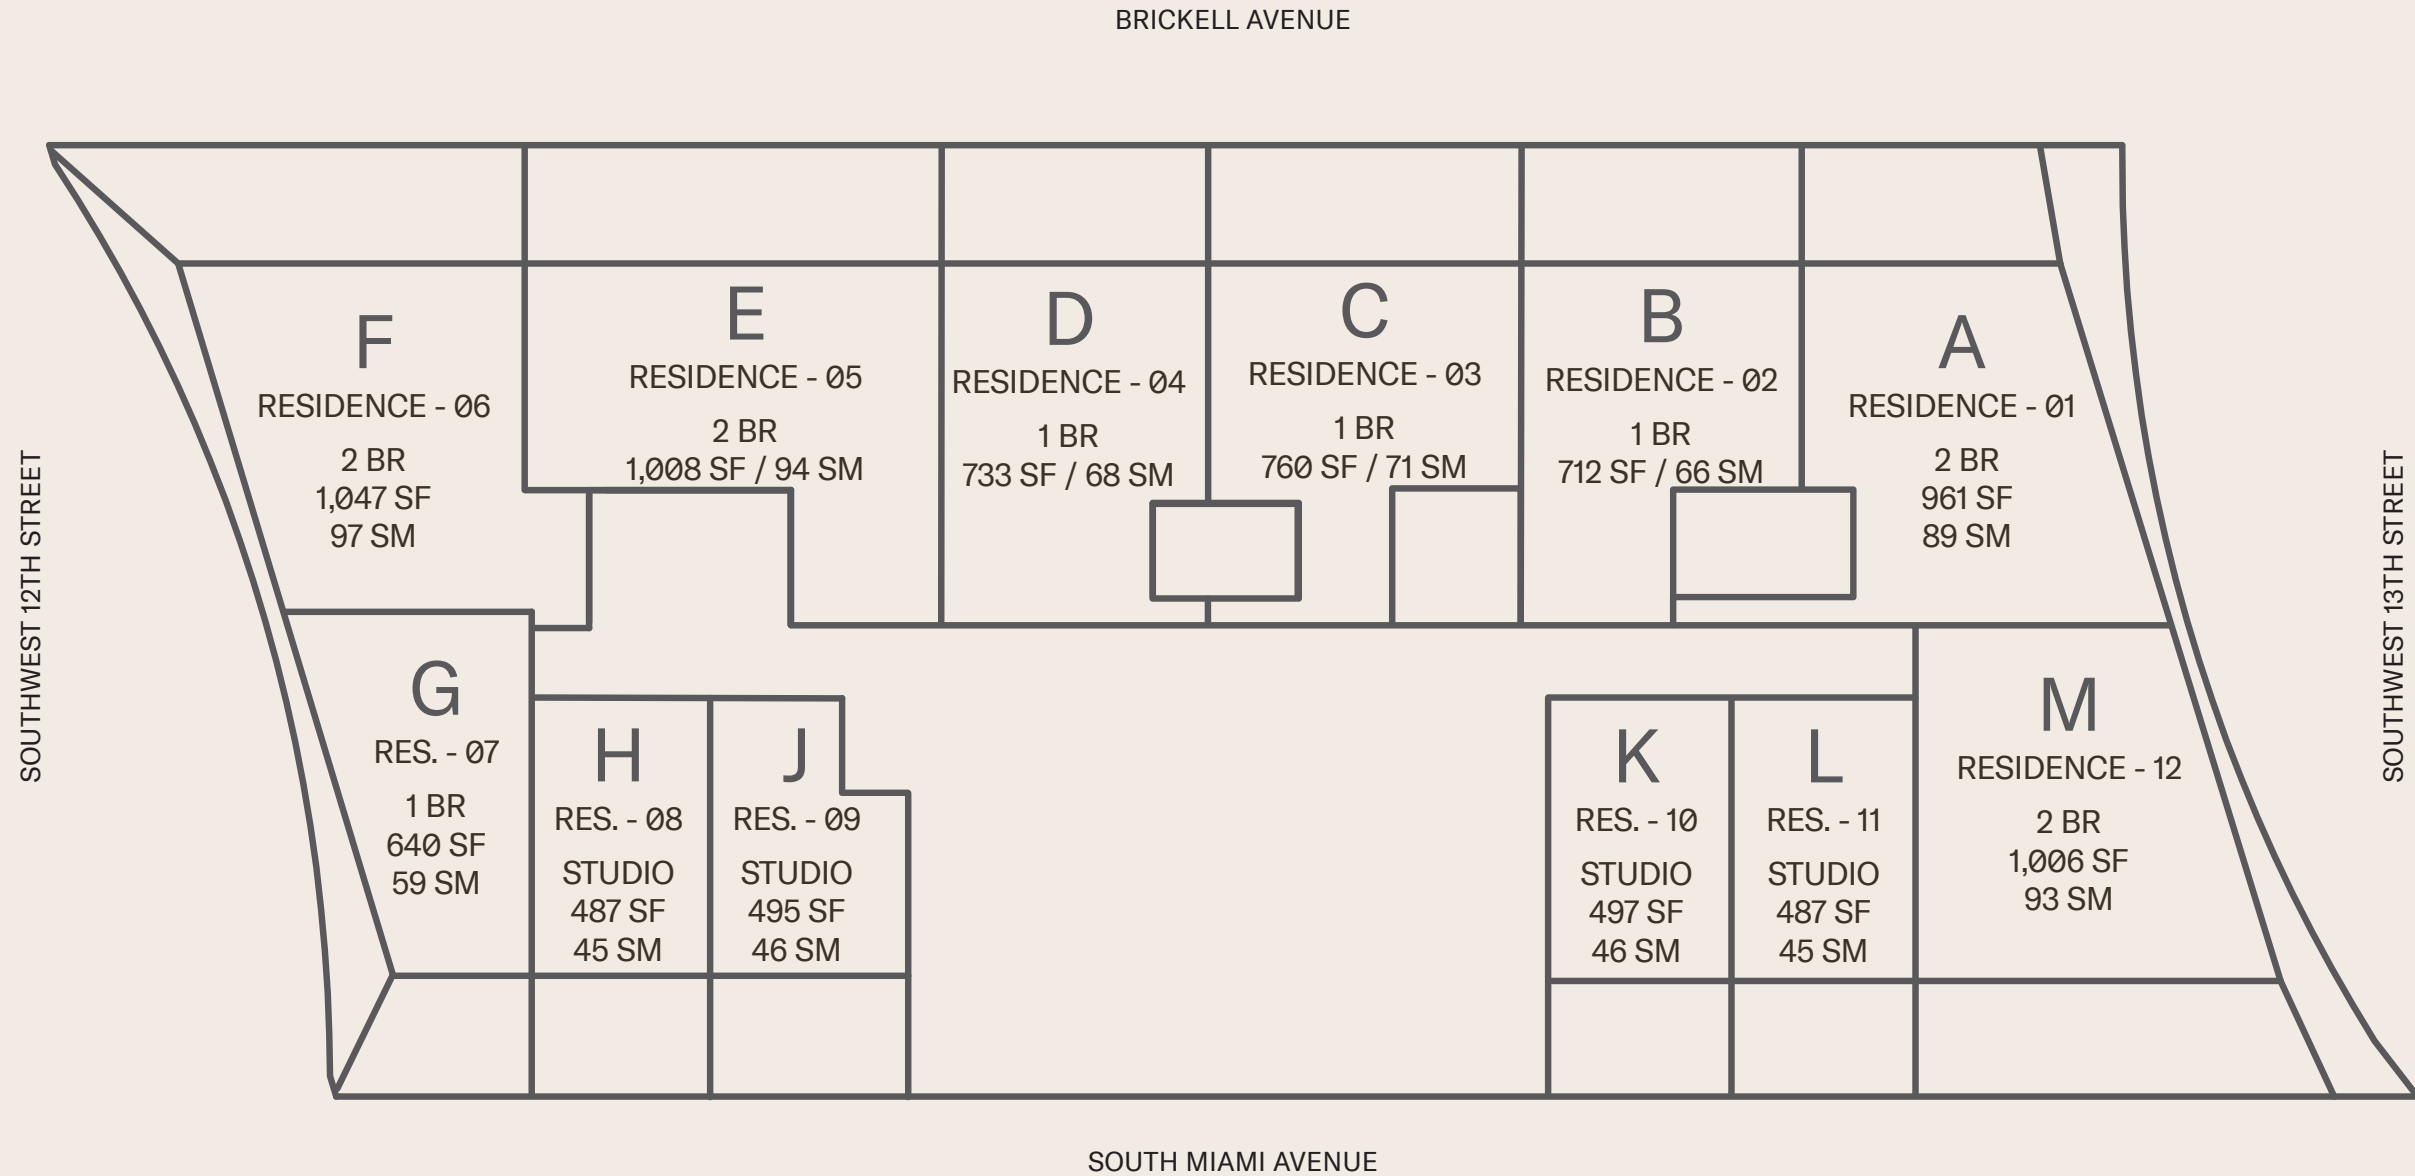 BRICKELL AVENUE
SOUTHWEST 12TH STREET
F
RESIDENCE - 06
2 BR
1,047 SF
97 SM
E
RESIDENCE - 05
2 BR
1,008 SF / 94 SM
D
RESIDENCE - 04
1 BR
733 SF / 68 SM
C
RESIDENCE - 03
1 BR
760 SF / 71 SM
B
RESIDENCE - 02
1 BR
712 SF / 66 SM
A
RESIDENCE - 01
2 BR
961 SF
89 SM
SOUTHWEST 13TH STREET
G
RES. - 07
1 BR
640 SF
59 SM
H
RES. - 08
STUDIO
487 SF
45 SM
J
RES. - 09
STUDIO
495 SF
46 SM
K
RES. - 10
STUDIO
497 SF
46 SM
L
RES. - 11
STUDIO
487 SF
45 SM
M
RESIDENCE - 12
2 BR
1,006 SF
93 SM
SOUTH MIAMI AVENUE